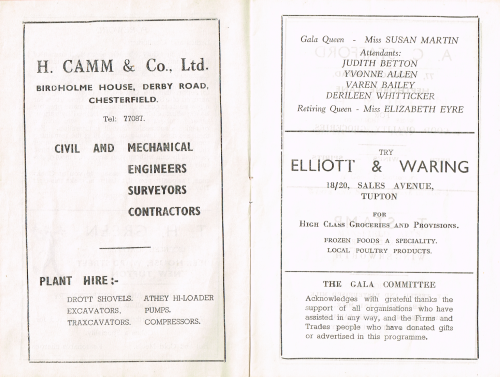 H. CAMM & Co., Ltd.
BIRDHOLME HOUSE, DERBY ROAD,
CHESTERFIELD.
Tel: 77087.
CIVIL AND MECHANICAL
ENGINEERS
SURVEYORS
CONTRACTORS
PLANT HIRE :-
DROTT SHOVELS. ATHEY HI-LOADER
EXCAVATORS. PUMPS.
TRAXCAVATORS. COMPRESSORS.
Gala Queen - Miss SUSAN MARTIN
Attendants:
JUDITH BETTON
YVONNE ALLEN
VAREN BAILEY
DERILEEN WHITTICKER
Retiring Queen - Miss ELIZABETH EYRE
TRY
ELLIOTT & WARING
18/20, SALES AVENUE,
TUPTON
FOR
HIGH CLASS GROCERIES AND PROVISIONS.
FROZEN FOODS A SPECIALITY.
LOCAL POULTRY PRODUCTS.
THE GALA COMMITTEE
Acknowledges with grateful thanks the
support of all organisations who have
assisted in any way, and the Firms and
Trades people who have donated gifts
or advertised in this programme.